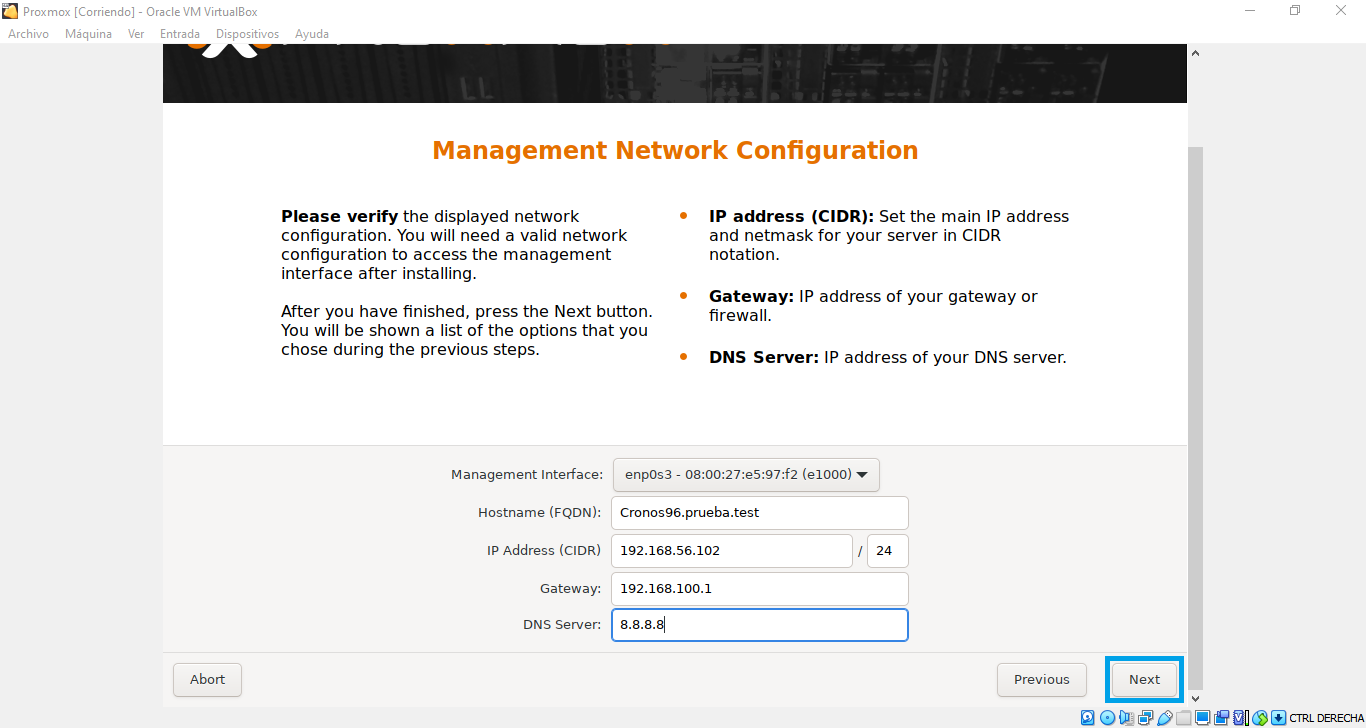 Proxmox [Corriendo] - Oracle VM VirtualBox
Archivo Máquina Ver Entrada Dispositivos Ayuda
Management Network Configuration
Please verify the displayed network
configuration. You will need a valid network
configuration to access the management
interface after installing.
After you have finished, press the Next button.
You will be shown a list of the options that you
chose during the previous steps.
• IP address (CIDR): Set the main IP address
and netmask for your server in CIDR
notation.
• Gateway: IP address of your gateway or
firewall.
• DNS Server: IP address of your DNS server.
Management Interface: enp0s3 - 08:00:27:e5:97:f2 (e1000)
Hostname (FQDN): Cronos96.prueba.test
IP Address (CIDR) 192.168.56.102 / 24
Gateway: 192.168.100.1
DNS Server: 8.8.8.8
Abort Previous Next
CTRL DERECHA